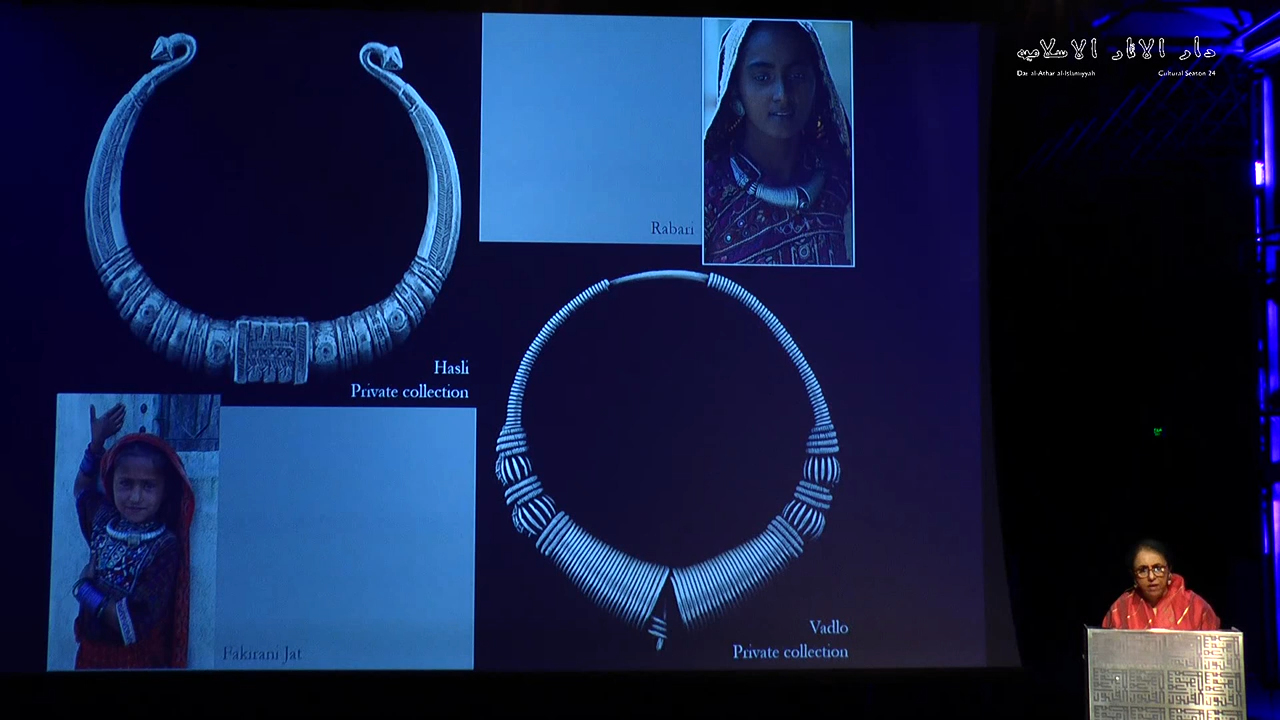 دار الآثار الاسلاميه
Dar al-Athar al-Islamiyyah
Cultural Season 24
Rabari
Hasli
Private collection
Fakirani Jat
Vadlo
Private collection